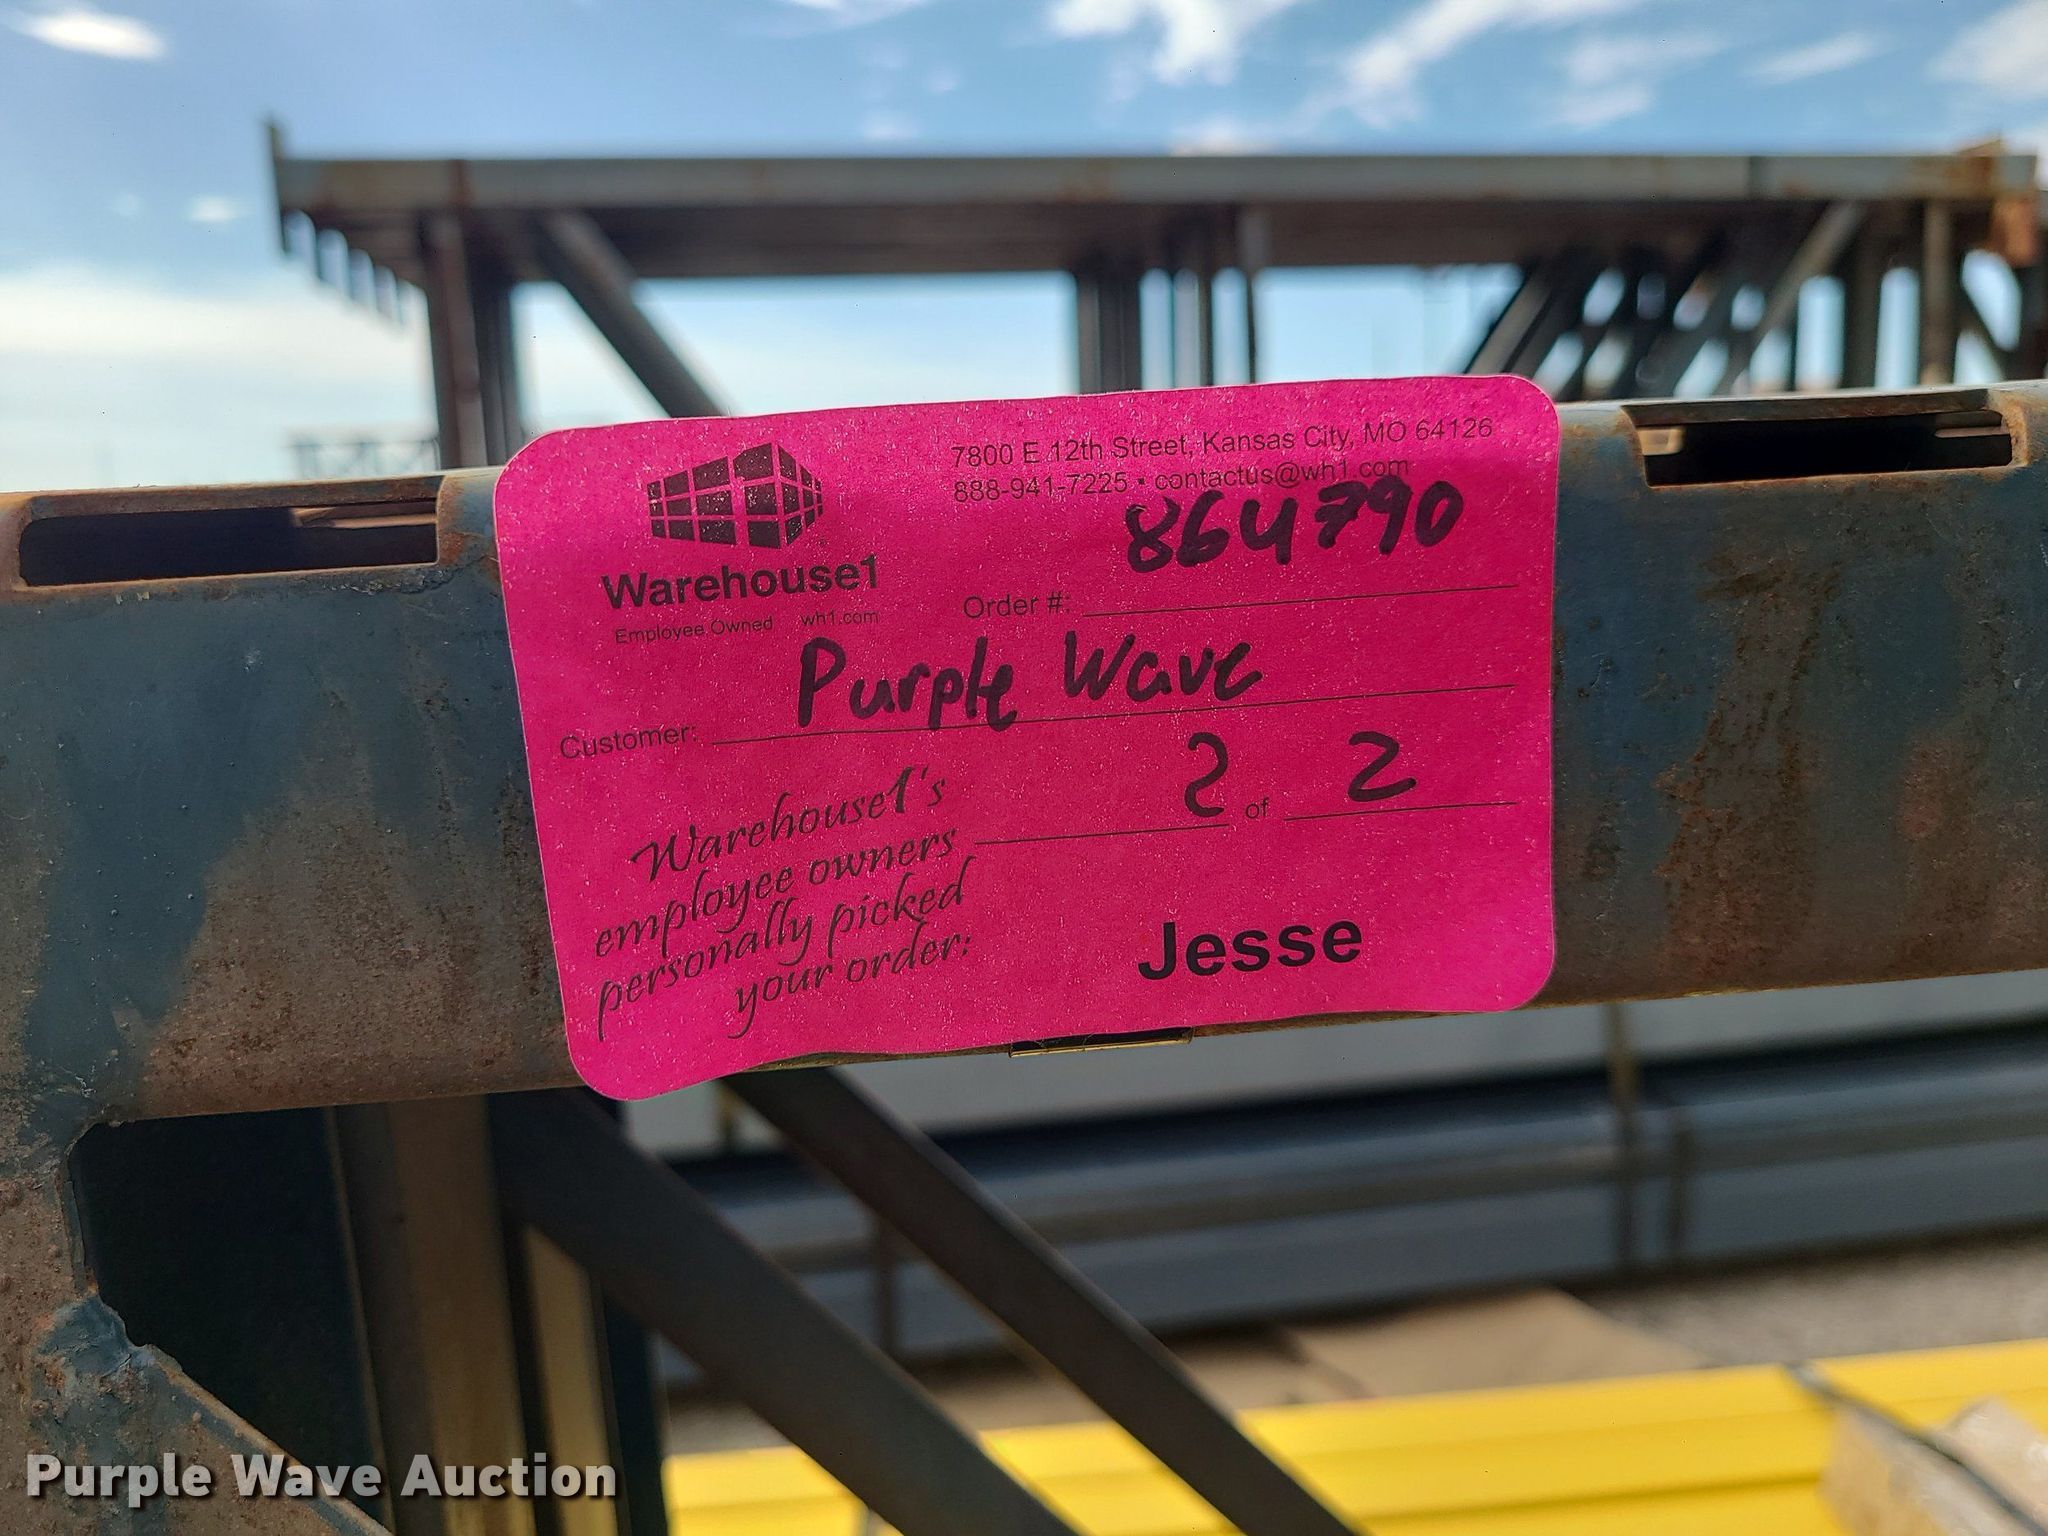 7800 E 12th Street, Kansas City, MO 64126
888-941-7225 • contactus@wh1.com
864790
Warehouse1
Employee Owned wh1.com
Order #:
Purple Wave
Customer:
2 of 2
Warehouse1's
employee owners
personally picked
your order:
Jesse
Purple Wave Auction